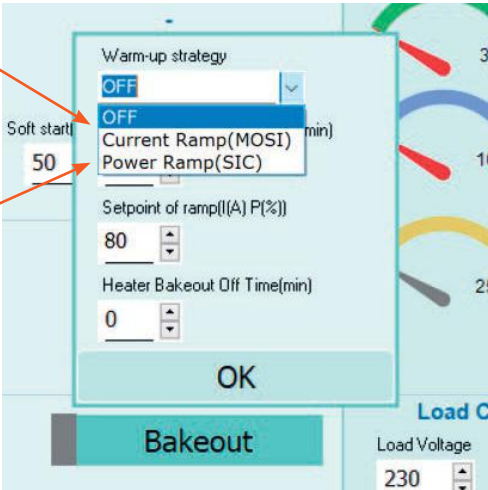 Warm-up strategy
OFF
OFF
Current Ramp(MOSI)
Power Ramp(SIC)
Soft start
min)
50
Setpoint of ramp(I(A) P(%))
80
Heater Bakeout Off Time(min)
0
OK
Bakeout
Load
Load Voltage
230